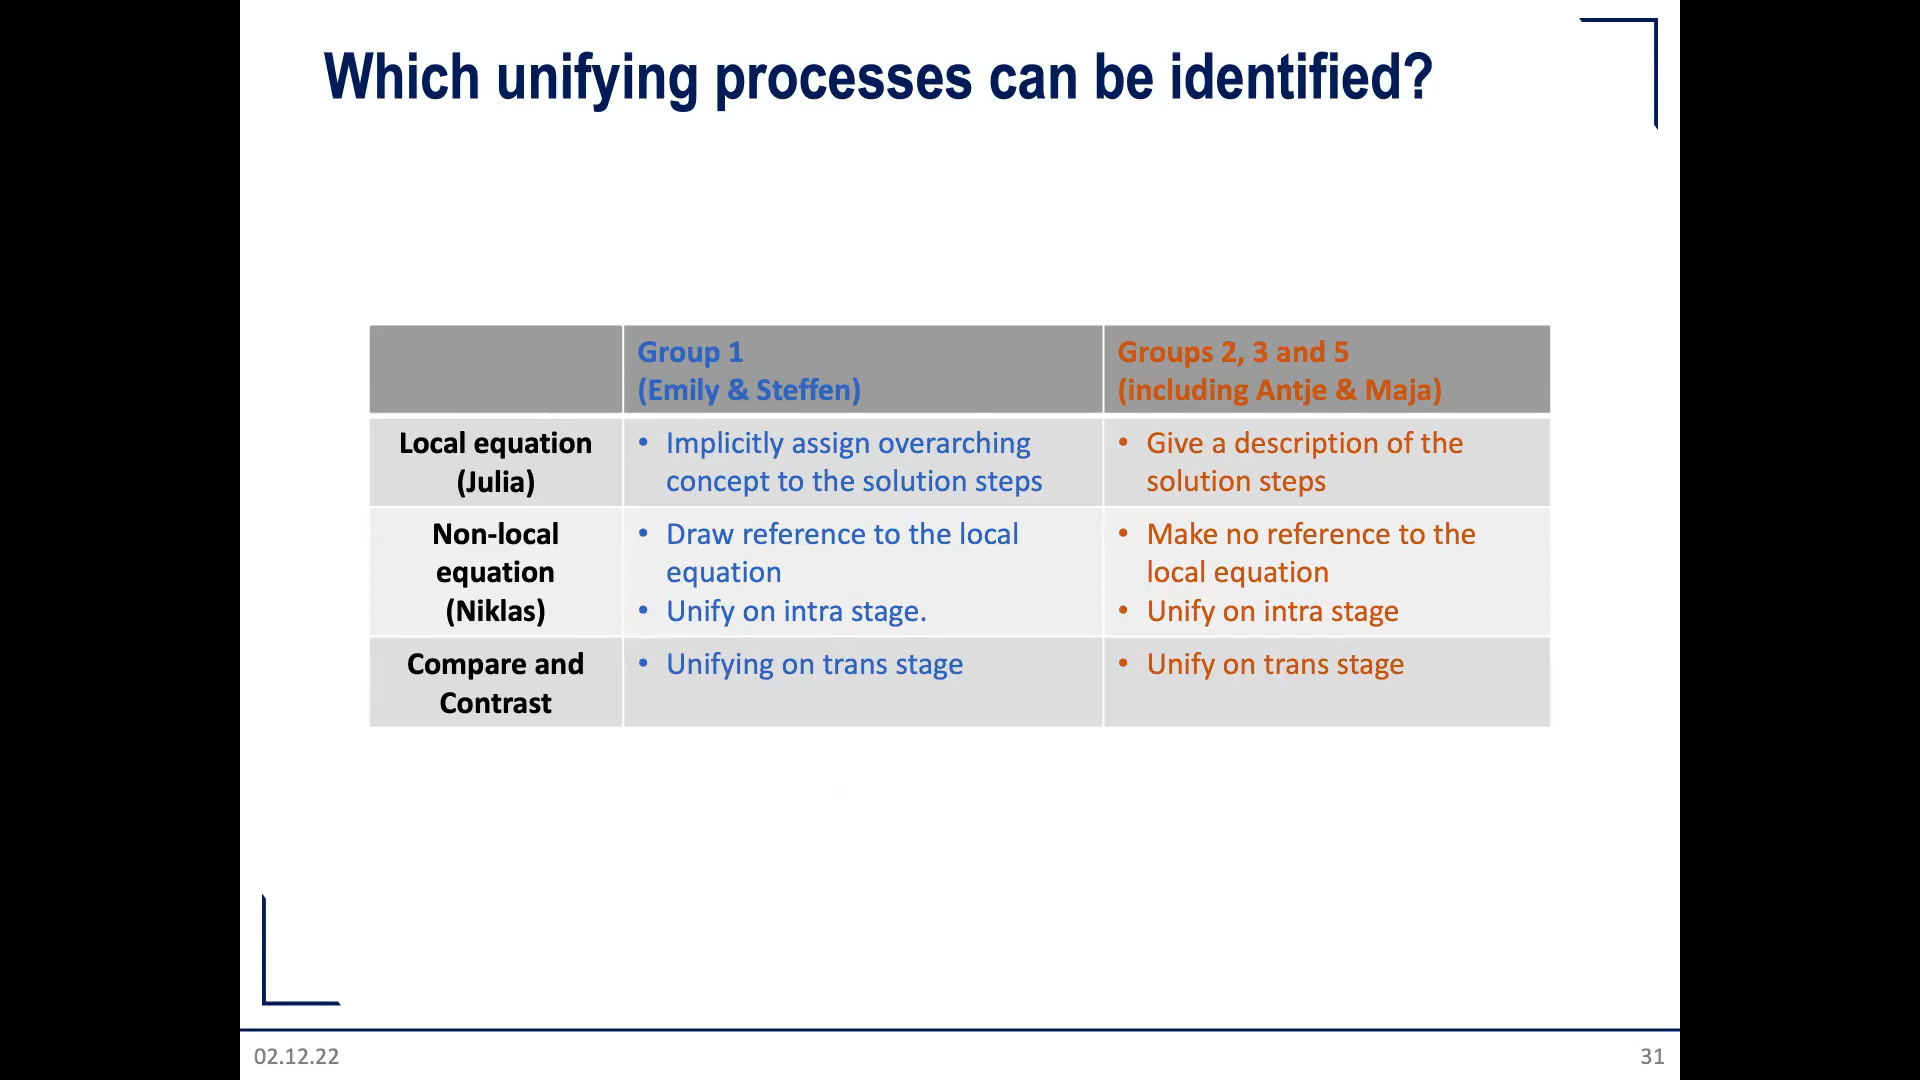 Which unifying processes can be identified?
Group 1
(Emily & Steffen)
Groups 2, 3 and 5
(including Antje & Maja)
Local equation
(Julia)
• Implicitly assign overarching
concept to the solution steps
• Give a description of the
solution steps
Non-local
equation
(Niklas)
• Draw reference to the local
equation
• Unify on intra stage.
• Make no reference to the
local equation
• Unify on intra stage
Compare and
Contrast
• Unifying on trans stage
• Unify on trans stage
02.12.22
31